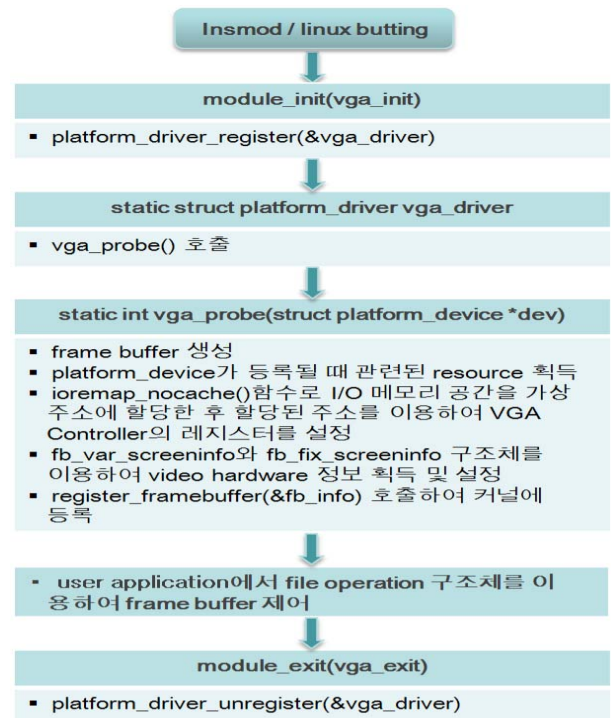 Insmod / linux butting
module_init(vga_init)
▪ platform_driver_register(&vga_driver)
static struct platform_driver vga_driver
▪ vga_probe() 호출
static int vga_probe(struct platform_device *dev)
▪ frame buffer 생성
▪ platform_device가 등록될 때 관련된 resource 획득
▪ ioremap_nocache()함수로 I/O 메모리 공간을 가상
주소에 할당한 후 할당된 주소를 이용하여 VGA
Controller의 레지스터를 설정
▪ fb_var_screeninfo와 fb_fix_screeninfo 구조체를
이용하여 video hardware 정보 획득 및 설정
▪ register_framebuffer(&fb_info) 호출하여 커널에
등록
▪ user application에서 file operation 구조체를 이
용하여 frame buffer 제어
module_exit(vga_exit)
▪ platform_driver_unregister(&vga_driver)